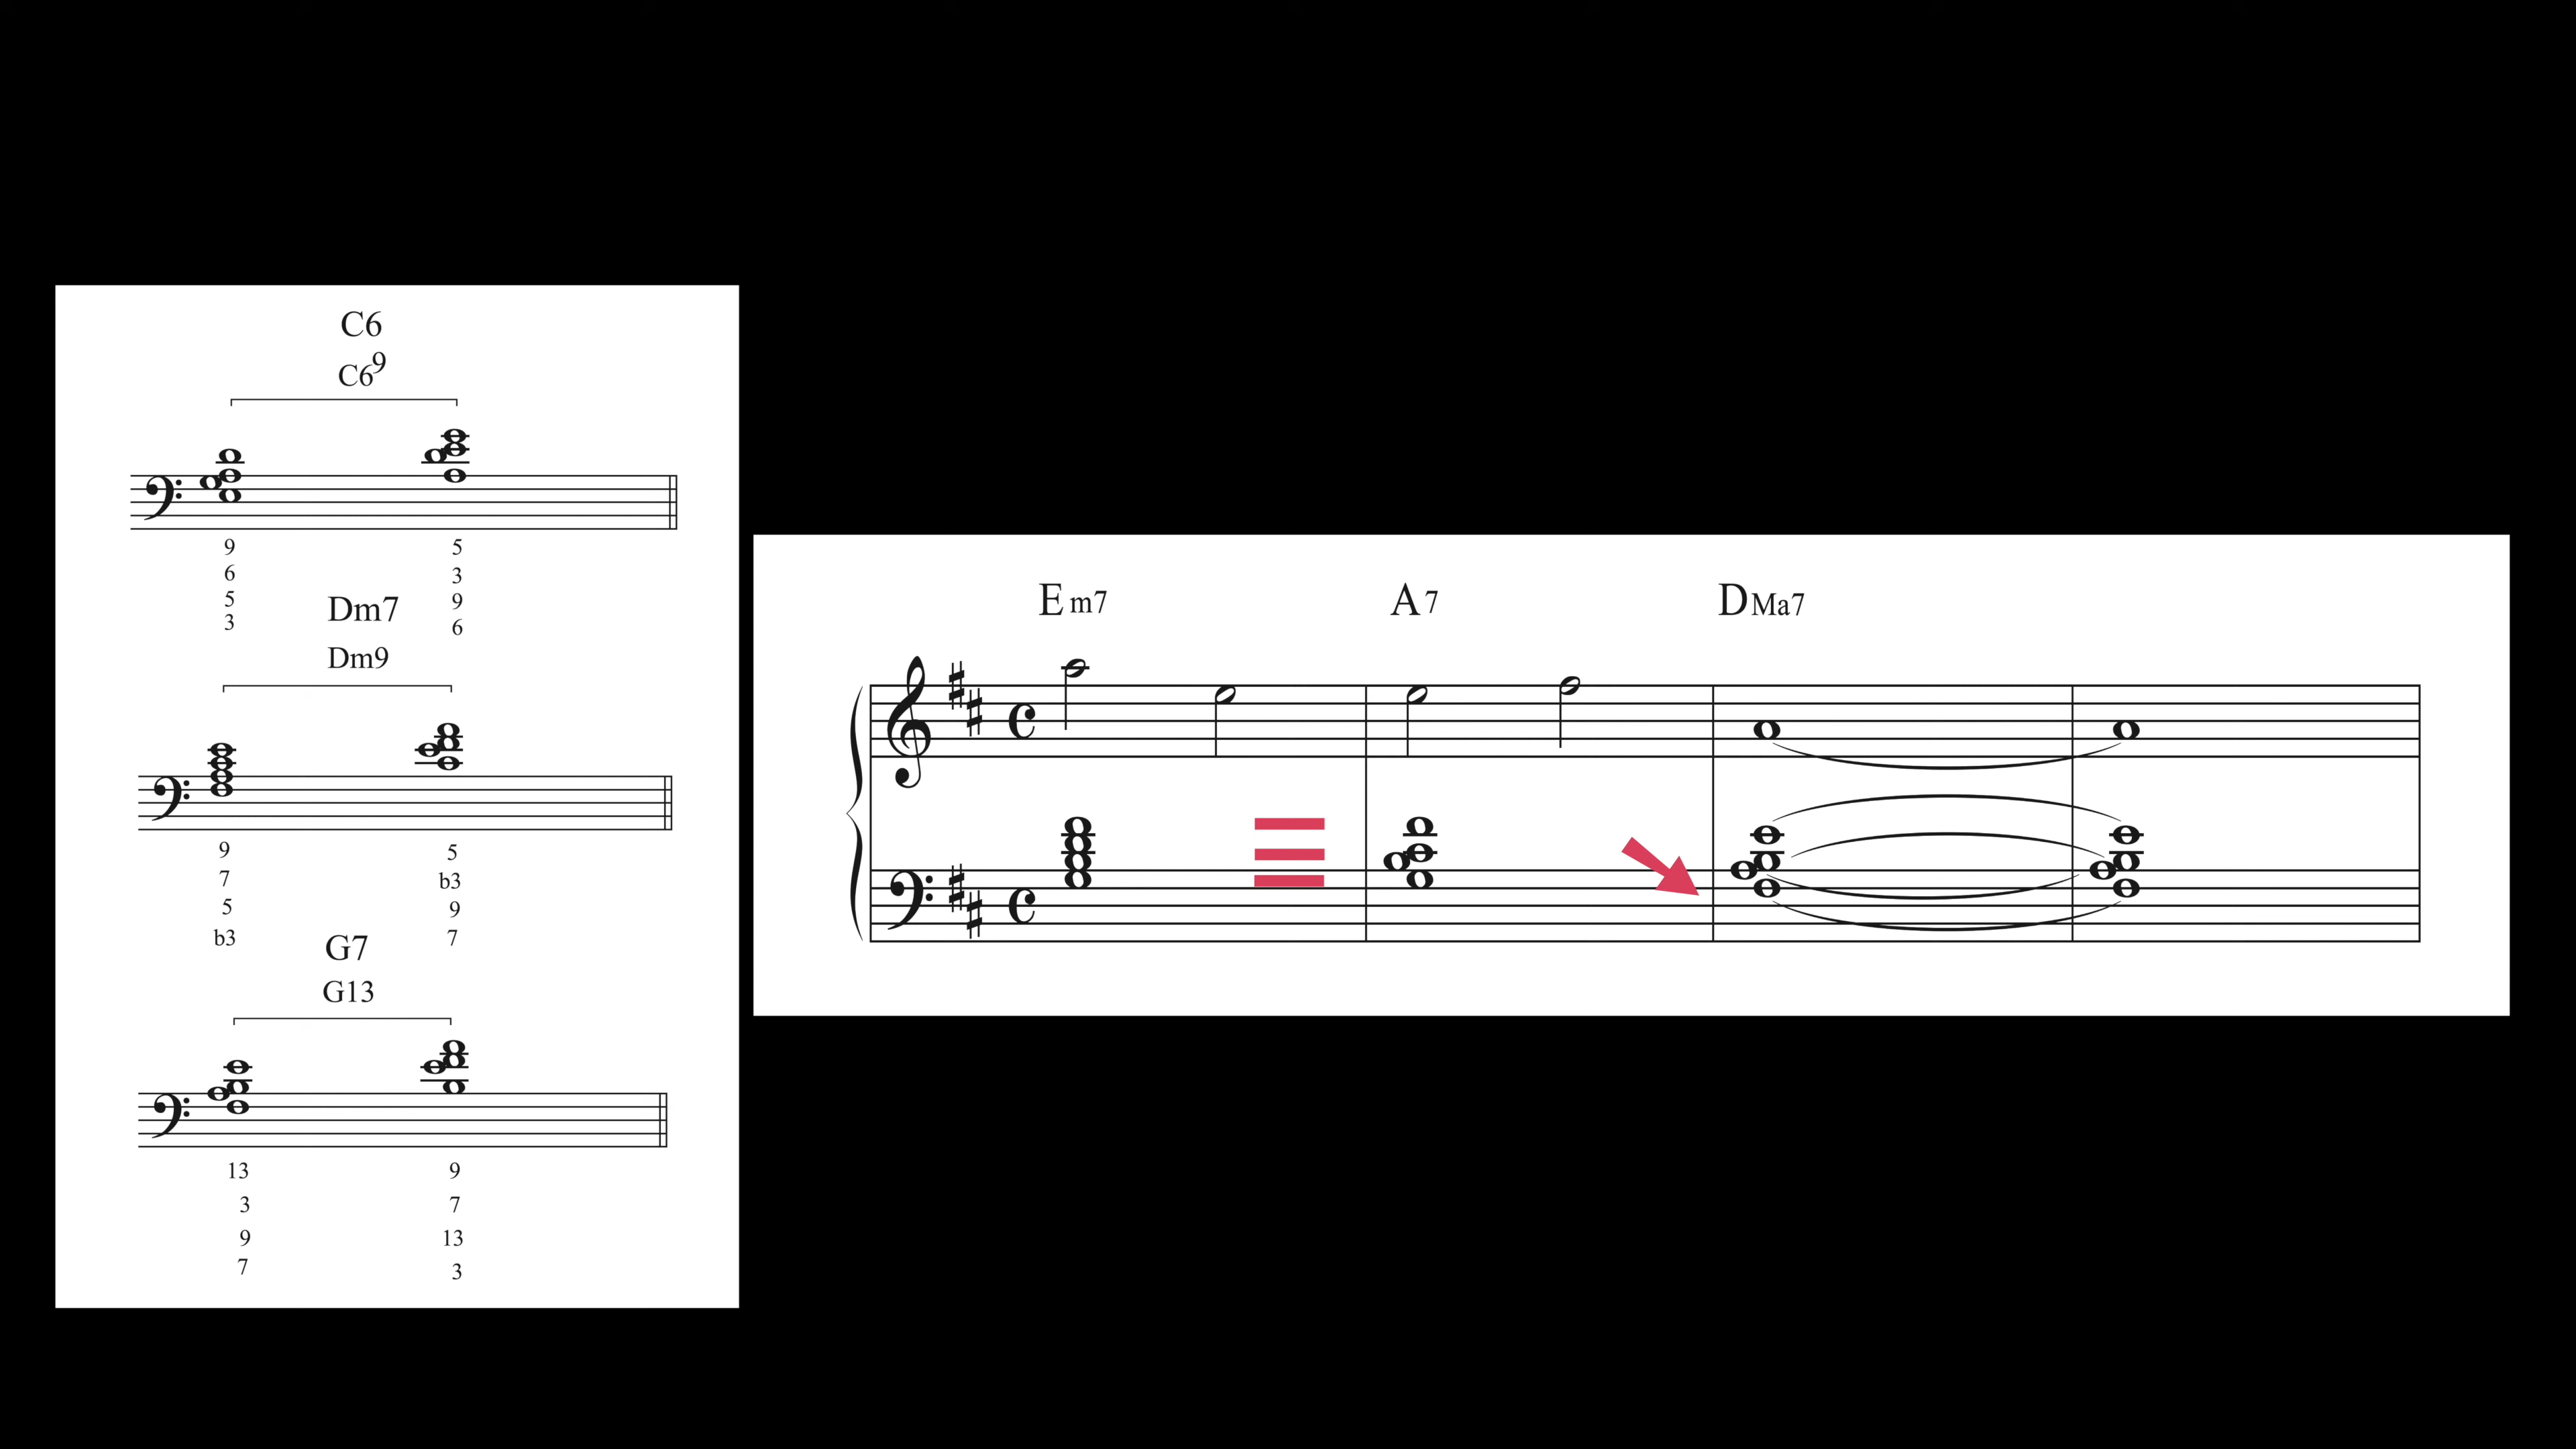 C6
C6⁹
9 5
6 3
5 9
3 6
Dm7
Dm9
9 5
7 b3
5 9
b3 7
G7
G13
13 9
3 7
9 13
7 3
Em7 A7 DMa7